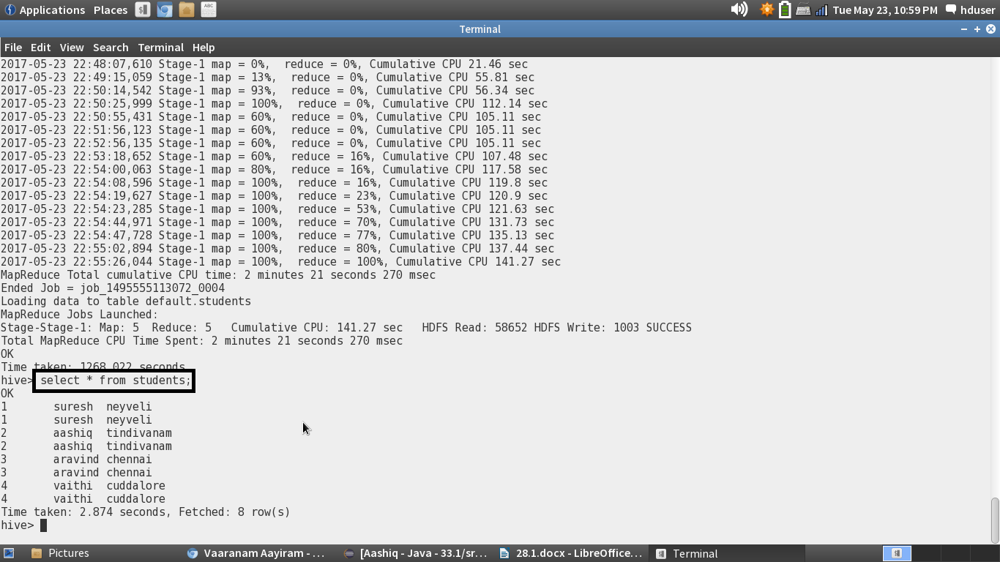 Applications Places Tue May 23, 10:59 PM hduser
ABC
Terminal
File Edit View Search Terminal Help
2017-05-23 22:48:07,610 Stage-1 map = 0%,  reduce = 0%, Cumulative CPU 21.46 sec
2017-05-23 22:49:15,059 Stage-1 map = 13%,  reduce = 0%, Cumulative CPU 55.81 sec
2017-05-23 22:50:14,542 Stage-1 map = 93%,  reduce = 0%, Cumulative CPU 56.34 sec
2017-05-23 22:50:25,999 Stage-1 map = 100%,  reduce = 0%, Cumulative CPU 112.14 sec
2017-05-23 22:50:55,431 Stage-1 map = 60%,  reduce = 0%, Cumulative CPU 105.11 sec
2017-05-23 22:51:56,123 Stage-1 map = 60%,  reduce = 0%, Cumulative CPU 105.11 sec
2017-05-23 22:52:56,135 Stage-1 map = 60%,  reduce = 0%, Cumulative CPU 105.11 sec
2017-05-23 22:53:18,652 Stage-1 map = 60%,  reduce = 16%, Cumulative CPU 107.48 sec
2017-05-23 22:54:00,063 Stage-1 map = 80%,  reduce = 16%, Cumulative CPU 117.58 sec
2017-05-23 22:54:08,596 Stage-1 map = 100%,  reduce = 16%, Cumulative CPU 119.8 sec
2017-05-23 22:54:19,627 Stage-1 map = 100%,  reduce = 23%, Cumulative CPU 120.9 sec
2017-05-23 22:54:23,285 Stage-1 map = 100%,  reduce = 53%, Cumulative CPU 121.63 sec
2017-05-23 22:54:44,971 Stage-1 map = 100%,  reduce = 70%, Cumulative CPU 131.73 sec
2017-05-23 22:54:47,728 Stage-1 map = 100%,  reduce = 77%, Cumulative CPU 135.13 sec
2017-05-23 22:55:02,894 Stage-1 map = 100%,  reduce = 80%, Cumulative CPU 137.44 sec
2017-05-23 22:55:26,044 Stage-1 map = 100%,  reduce = 100%, Cumulative CPU 141.27 sec
MapReduce Total cumulative CPU time: 2 minutes 21 seconds 270 msec
Ended Job = job_1495555113072_0004
Loading data to table default.students
MapReduce Jobs Launched:
Stage-Stage-1: Map: 5  Reduce: 5   Cumulative CPU: 141.27 sec   HDFS Read: 58652 HDFS Write: 1003 SUCCESS
Total MapReduce CPU Time Spent: 2 minutes 21 seconds 270 msec
OK
Time taken: 1268.022 seconds
hive> select * from students;
OK
1	suresh	neyveli
1	suresh	neyveli
2	aashiq	tindivanam
2	aashiq	tindivanam
3	aravind	chennai
3	aravind	chennai
4	vaithi	cuddalore
4	vaithi	cuddalore
Time taken: 2.874 seconds, Fetched: 8 row(s)
hive>
Pictures Vaaranam Aayiram - ... [Aashiq - Java - 33.1/sr... 28.1.docx - LibreOffice... Terminal